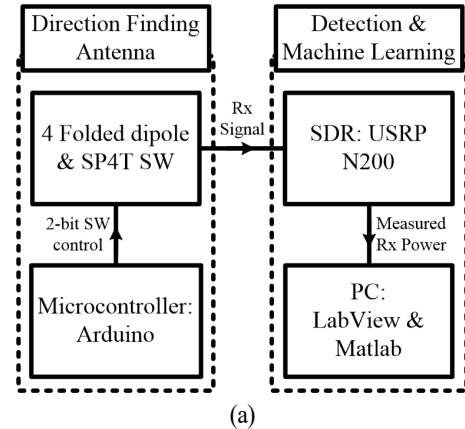 Direction Finding
Antenna
4 Folded dipole
& SP4T SW
2-bit SW
control
Microcontroller:
Arduino
Rx
Signal
Detection &
Machine Learning
SDR: USRP
N200
Measured
Rx Power
PC:
LabView &
Matlab
(a)